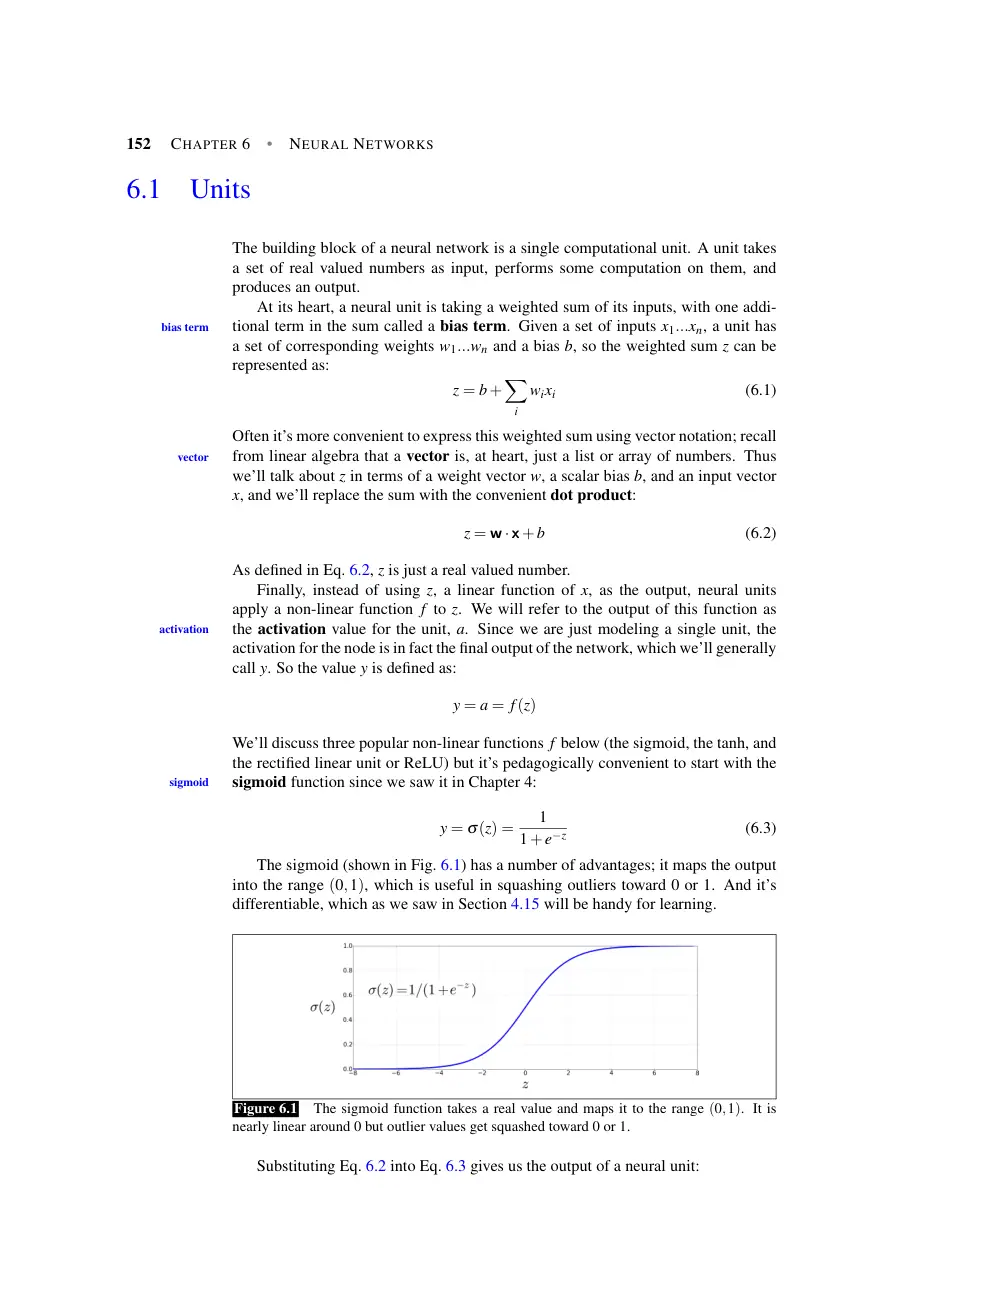 152 CHAPTER 6 • NEURAL NETWORKS
6.1 Units
The building block of a neural network is a single computational unit. A unit takes
a set of real valued numbers as input, performs some computation on them, and
produces an output.
At its heart, a neural unit is taking a weighted sum of its inputs, with one addi-
bias term
tional term in the sum called a bias term. Given a set of inputs x₁...xₙ, a unit has
a set of corresponding weights w₁...wₙ and a bias b, so the weighted sum z can be
represented as:
z = b + ∑ᵢ wᵢxᵢ (6.1)
Often it's more convenient to express this weighted sum using vector notation; recall
vector
from linear algebra that a vector is, at heart, just a list or array of numbers. Thus
we'll talk about z in terms of a weight vector w, a scalar bias b, and an input vector
x, and we'll replace the sum with the convenient dot product:
z = w · x + b (6.2)
As defined in Eq. 6.2, z is just a real valued number.
Finally, instead of using z, a linear function of x, as the output, neural units
apply a non-linear function f to z. We will refer to the output of this function as
activation
the activation value for the unit, a. Since we are just modeling a single unit, the
activation for the node is in fact the final output of the network, which we'll generally
call y. So the value y is defined as:
y = a = f(z)
We'll discuss three popular non-linear functions f below (the sigmoid, the tanh, and
the rectified linear unit or ReLU) but it's pedagogically convenient to start with the
sigmoid
sigmoid function since we saw it in Chapter 4:
y = σ(z) = 1 / (1 + e⁻ᶻ) (6.3)
The sigmoid (shown in Fig. 6.1) has a number of advantages; it maps the output
into the range (0,1), which is useful in squashing outliers toward 0 or 1. And it's
differentiable, which as we saw in Section 4.15 will be handy for learning.
1.0
0.8
0.6
0.4
0.2
0.0
σ(z)=1/(1+e⁻ᶻ)
σ(z)
−8 −6 −4 −2 0 2 4 6 8
z
Figure 6.1 The sigmoid function takes a real value and maps it to the range (0,1). It is
nearly linear around 0 but outlier values get squashed toward 0 or 1.
Substituting Eq. 6.2 into Eq. 6.3 gives us the output of a neural unit: